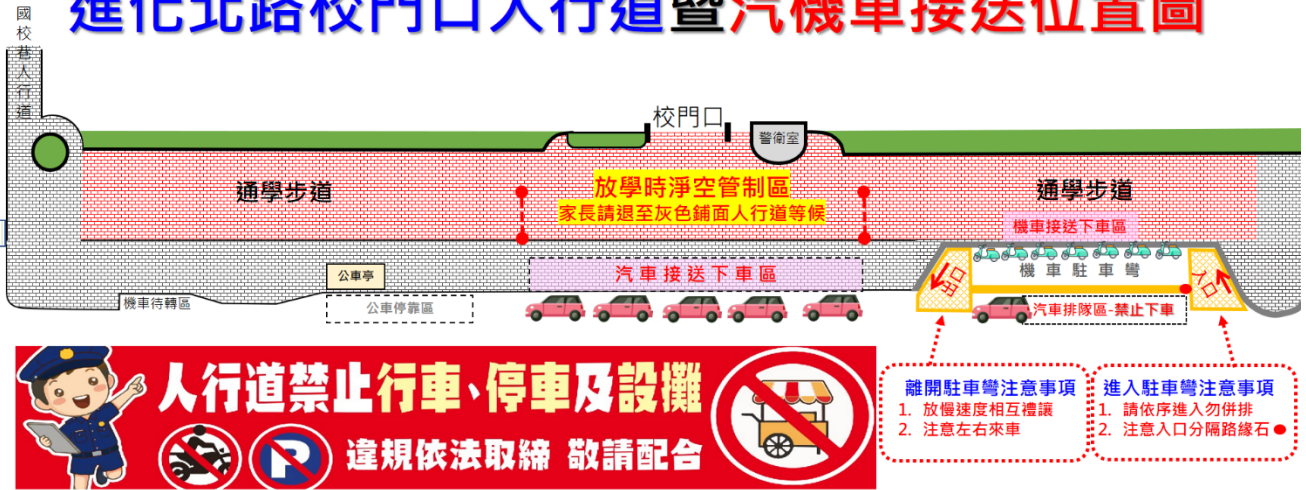 進化北路校門口人行道暨汽機車接送位置圖
國校巷人行道
校門口
警衛室
通學步道
放學時淨空管制區
家長請退至灰色鋪面人行道等候
通學步道
機車接送下車區
公車亭
汽車接送下車區
機車駐車彎
出口
入口
機車待轉區
公車停靠區
汽車排隊區-禁止下車
人行道禁止行車、停車及設攤
P
違規依法取締 敬請配合
離開駐車彎注意事項
1. 放慢速度相互禮讓
2. 注意左右來車
進入駐車彎注意事項
1. 請依序進入勿併排
2. 注意入口分隔路緣石